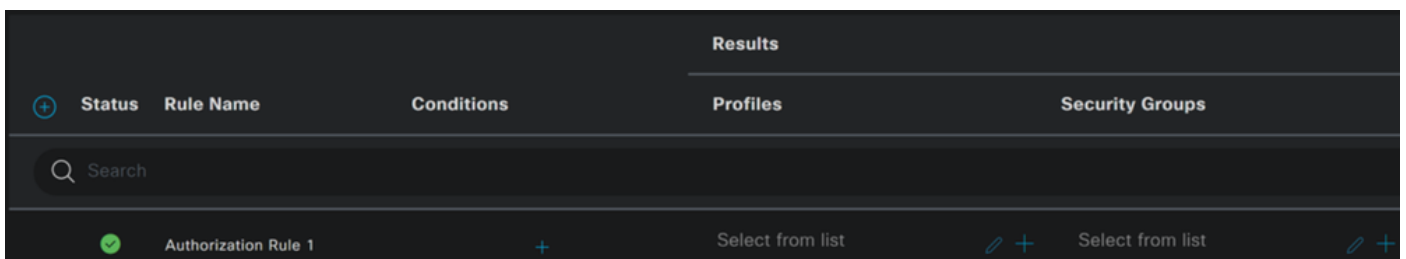 Results
Status Rule Name Conditions Profiles Security Groups
Search
Authorization Rule 1 Select from list Select from list